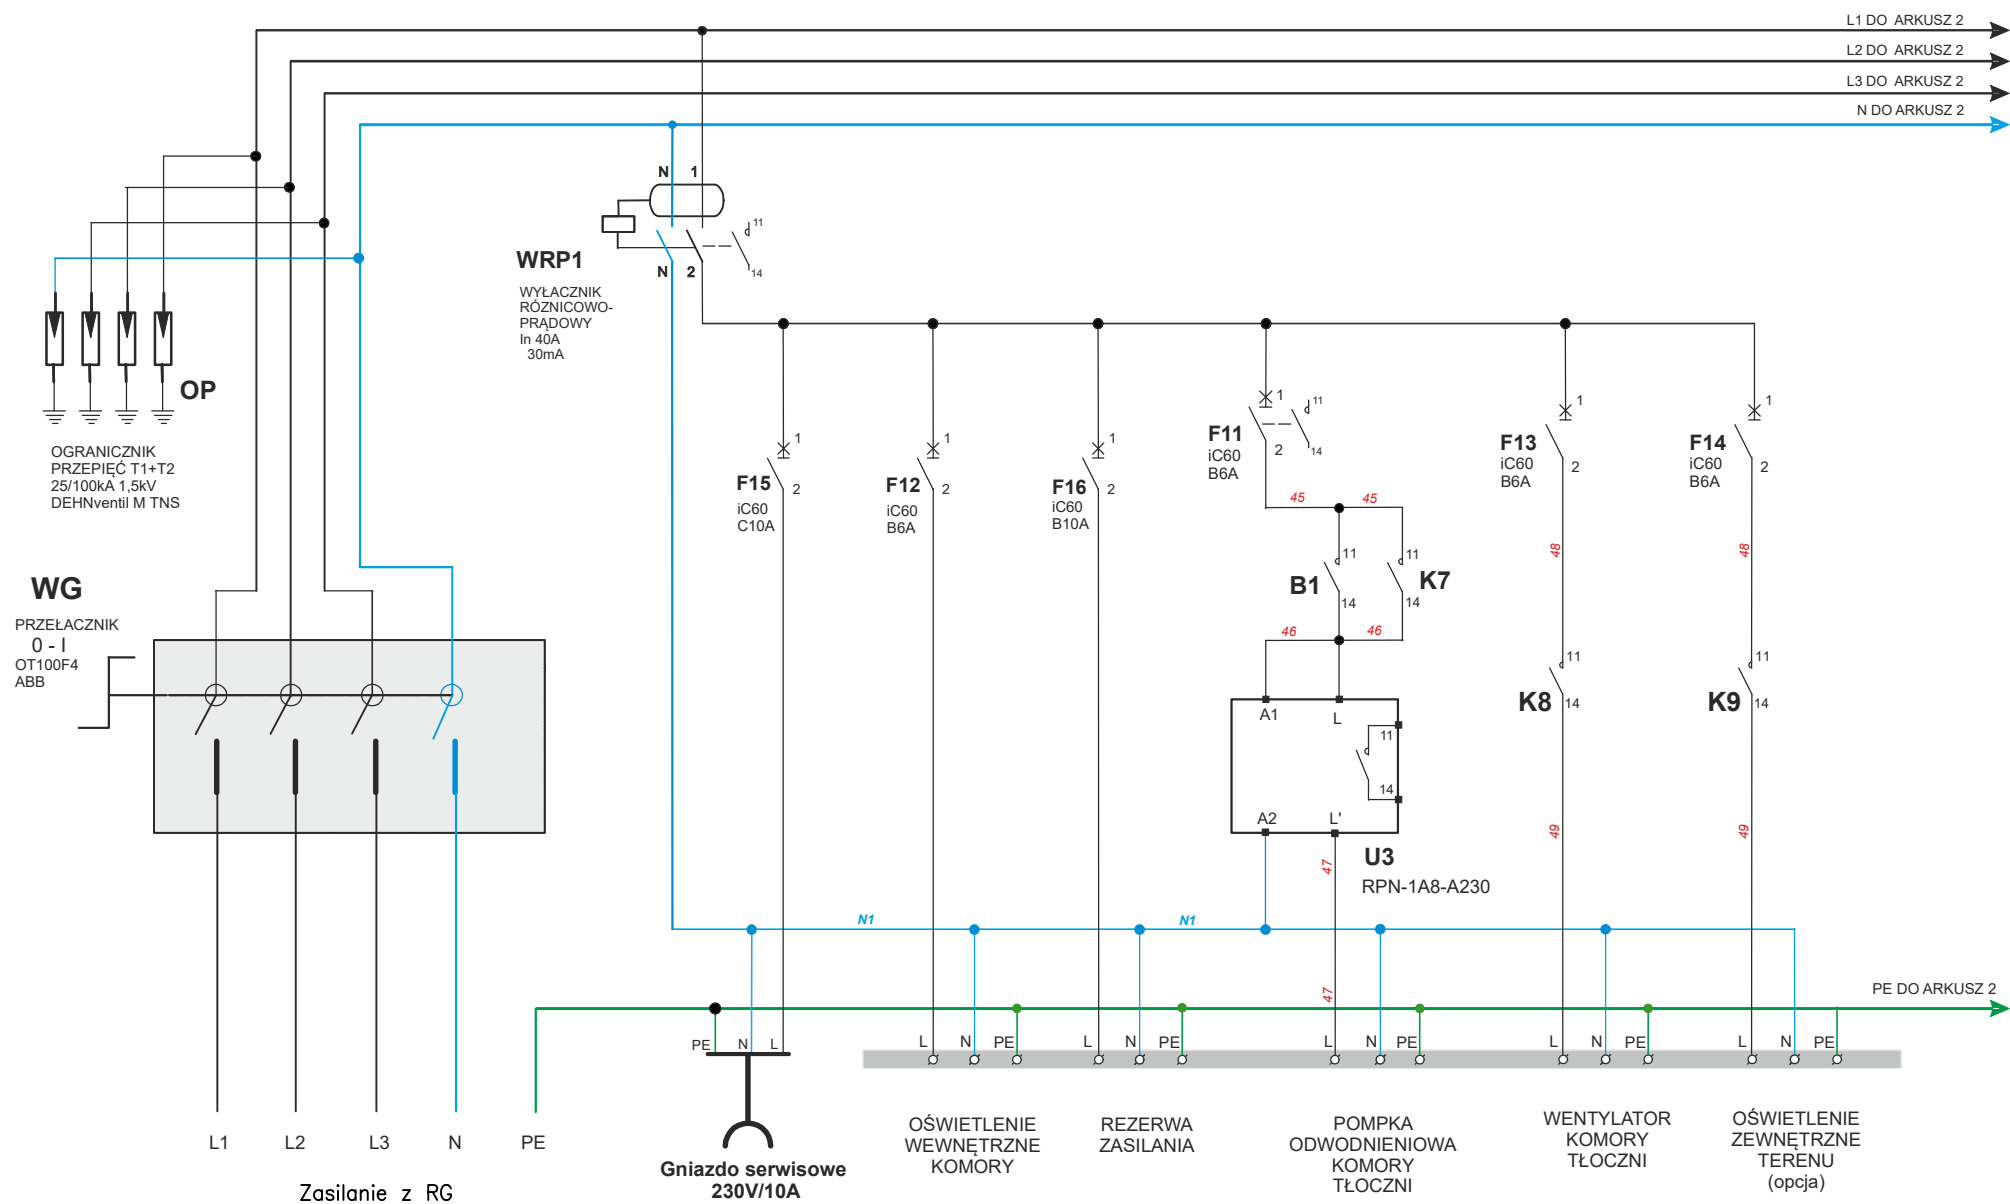 L1 DO ARKUSZ 2
L2 DO ARKUSZ 2
L3 DO ARKUSZ 2
N DO ARKUSZ 2
N 1
11
14
N 2
WRP1
WYŁACZNIK
RÓZNICOWO-
PRĄDOWY
In 40A
30mA
OP
OGRANICZNIK
PRZEPIĘĆ T1+T2
25/100kA 1,5kV
DEHNventil M TNS
WG
PRZEŁACZNIK
0 - I
OT100F4
ABB
1
F15
2
iC60
C10A
1
F12
2
iC60
B6A
1
F16
2
iC60
B10A
1
11
F11
2
14
iC60
B6A
1
F13
iC60
2
B6A
1
F14
iC60
2
B6A
45 45
11 11
B1 K7
14 14
46 46
48
48
11
K8
14
11
K9
14
A1 L
11
14
A2 L'
U3
RPN-1A8-A230
47
49
49
N1 N1
47
PE DO ARKUSZ 2
PE N L
L N PE
L N PE
L N PE
L N PE
L N PE
L1 L2 L3 N PE
Zasilanie z RG
Gniazdo serwisowe
230V/10A
OŚWIETLENIE
WEWNĘTRZNE
KOMORY
REZERWA
ZASILANIA
POMPKA
ODWODNIENIOWA
KOMORY
TŁOCZNI
WENTYLATOR
KOMORY
TŁOCZNI
OŚWIETLENIE
ZEWNĘTRZNE
TERENU
(opcja)